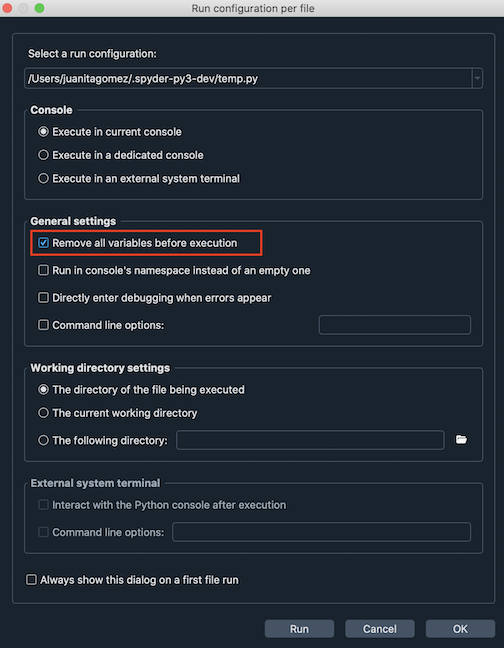 Run configuration per file
Select a run configuration:
/Users/juanitagomez/.spyder-py3-dev/temp.py
Console
Execute in current console
Execute in a dedicated console
Execute in an external system terminal
General settings
Remove all variables before execution
Run in console's namespace instead of an empty one
Directly enter debugging when errors appear
Command line options:
Working directory settings
The directory of the file being executed
The current working directory
The following directory:
External system terminal
Interact with the Python console after execution
Command line options:
Always show this dialog on a first file run
Run Cancel OK